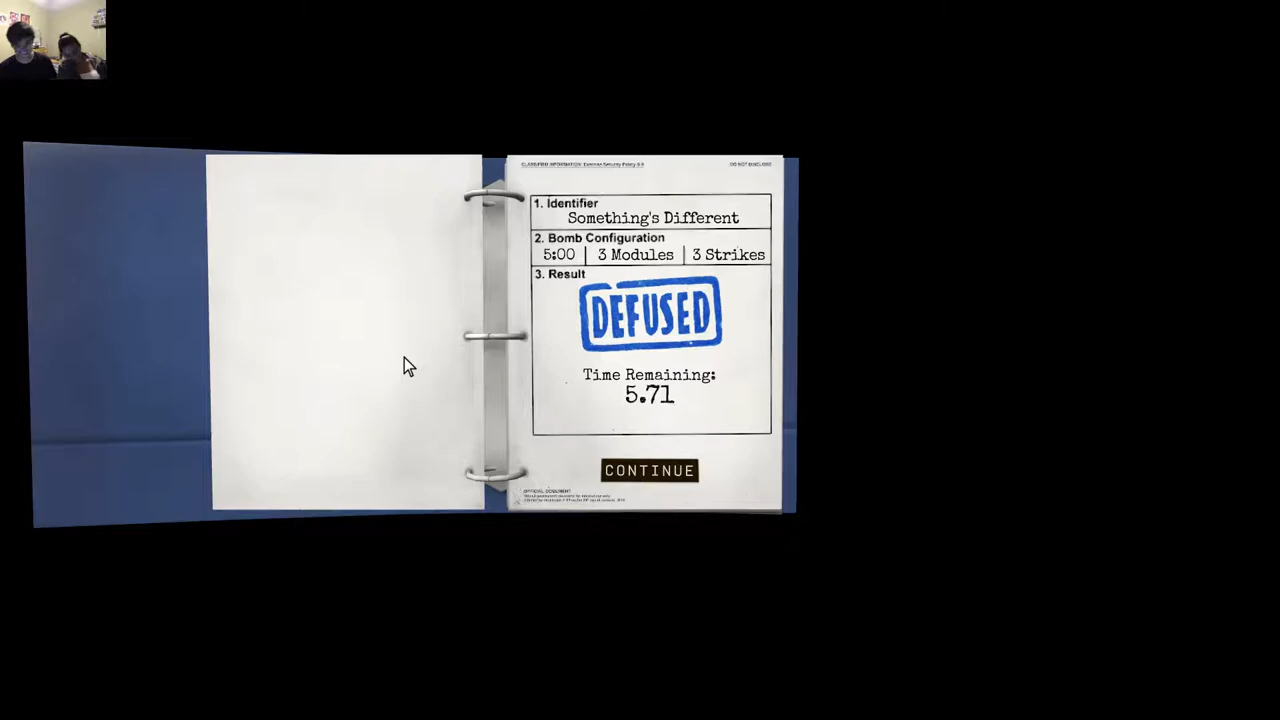 1. Identifier
Something's Different
2. Bomb Configuration
5:00 | 3 Modules | 3 Strikes
3. Result
DEFUSED
Time Remaining:
5.71
CONTINUE